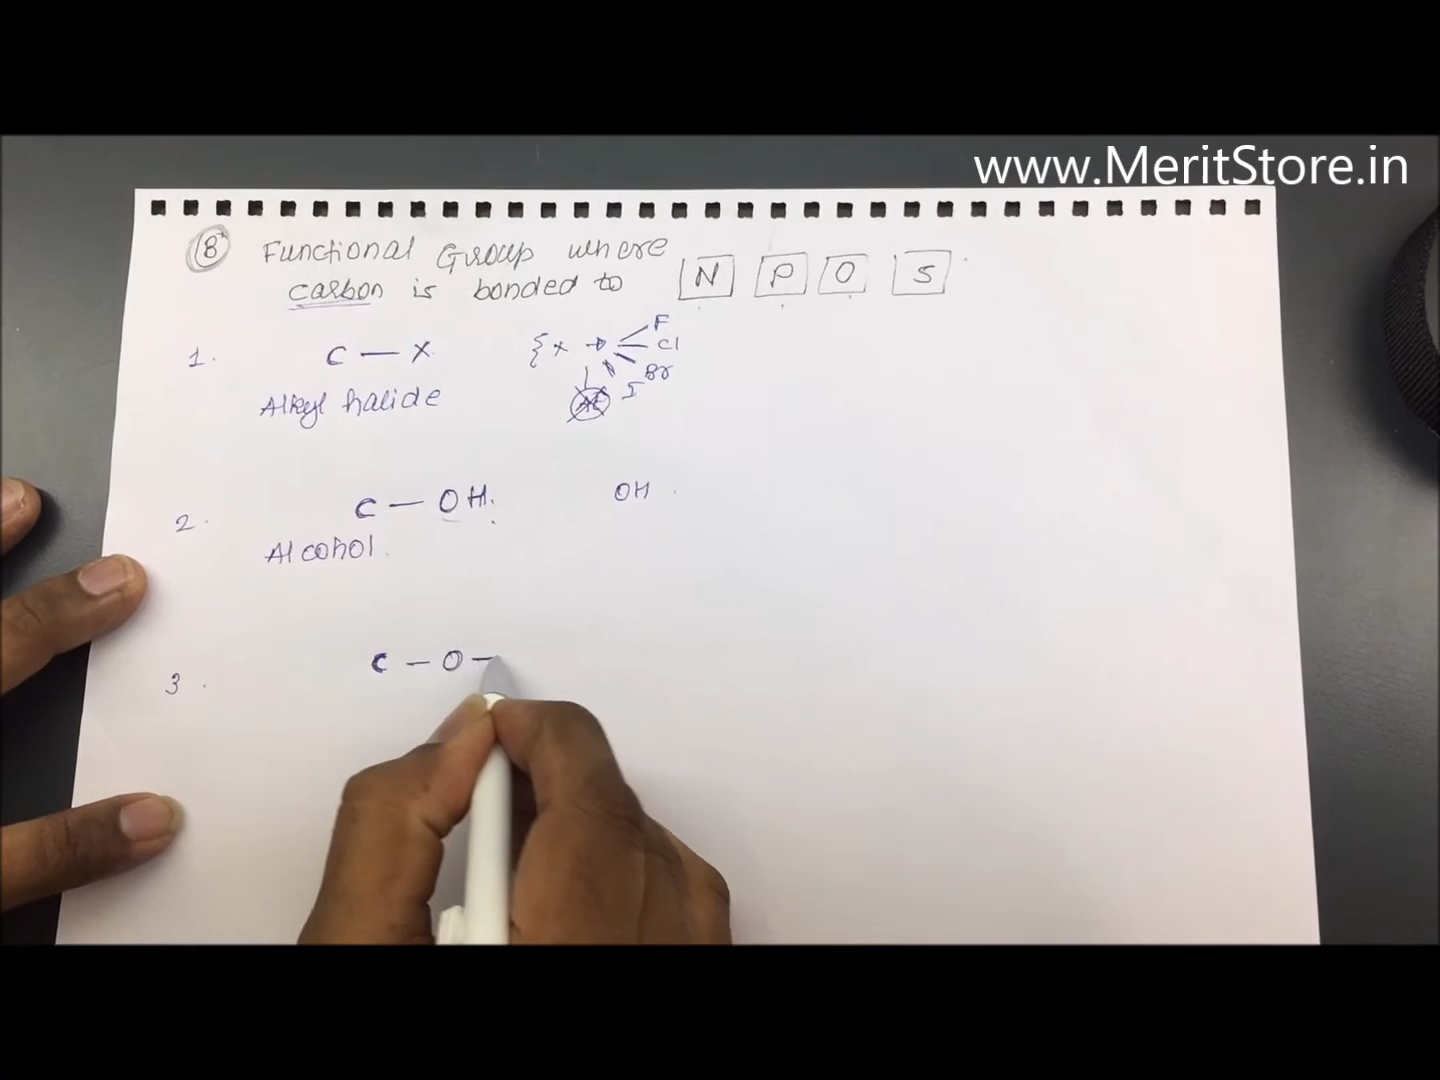 www.MeritStore.in
B Functional Group where
carbon is bonded to N P O S
1. C — X { X → F
Cl
Br
I
Alkyl halide At
2. C — OH. OH
Alcohol.
3. C — O —